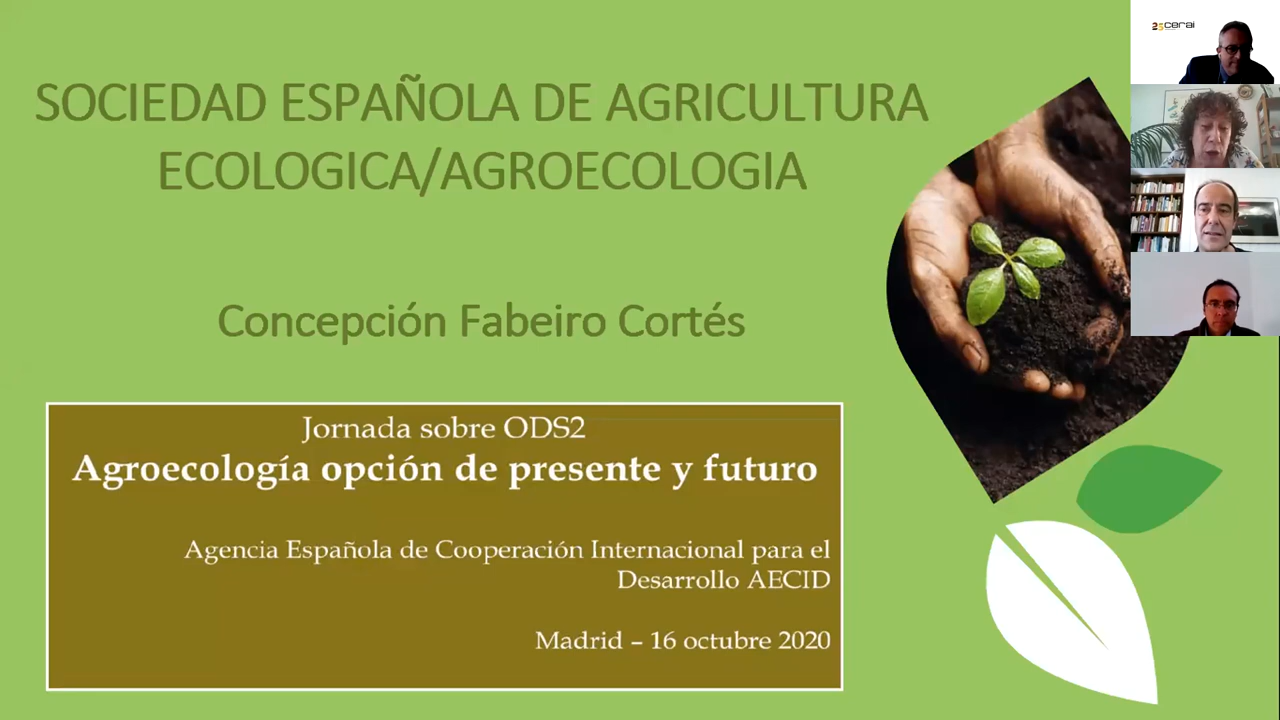 SOCIEDAD ESPAÑOLA DE AGRICULTURA
ECOLOGICA/AGROECOLOGIA
Concepción Fabeiro Cortés
Jornada sobre ODS2
Agroecología opción de presente y futuro
Agencia Española de Cooperación Internacional para el
Desarrollo AECID
Madrid – 16 octubre 2020
25 cerai